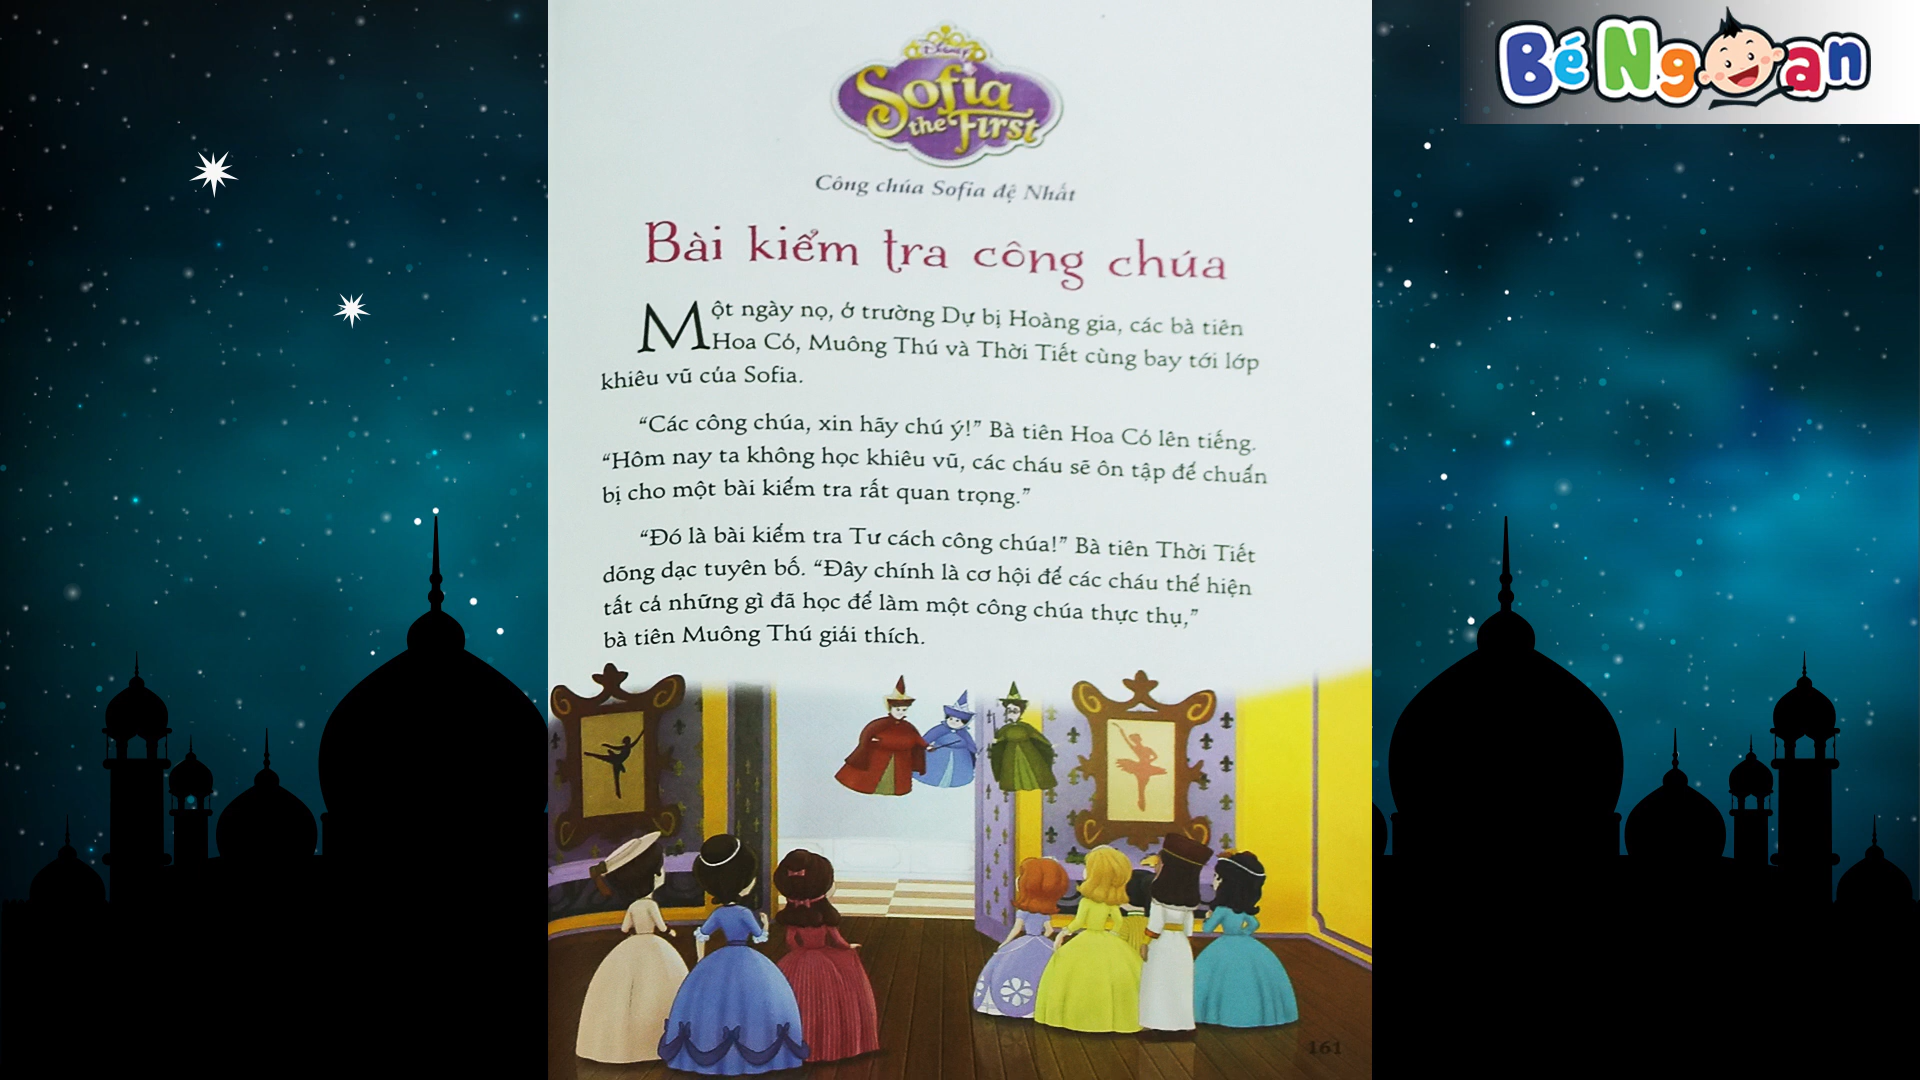 Bé Ngoan
Disney
Sofia
the First
Công chúa Sofia đệ Nhất
Bài kiểm tra công chúa
Một ngày nọ, ở trường Dự bị Hoàng gia, các bà tiên
Hoa Cỏ, Muông Thú và Thời Tiết cùng bay tới lớp
khiêu vũ của Sofia.
“Các công chúa, xin hãy chú ý!” Bà tiên Hoa Cỏ lên tiếng.
“Hôm nay ta không học khiêu vũ, các cháu sẽ ôn tập để chuẩn
bị cho một bài kiểm tra rất quan trọng.”
“Đó là bài kiểm tra Tư cách công chúa!” Bà tiên Thời Tiết
dõng dạc tuyên bố. “Đây chính là cơ hội để các cháu thể hiện
tất cả những gì đã học để làm một công chúa thực thụ,”
bà tiên Muông Thú giải thích.
161